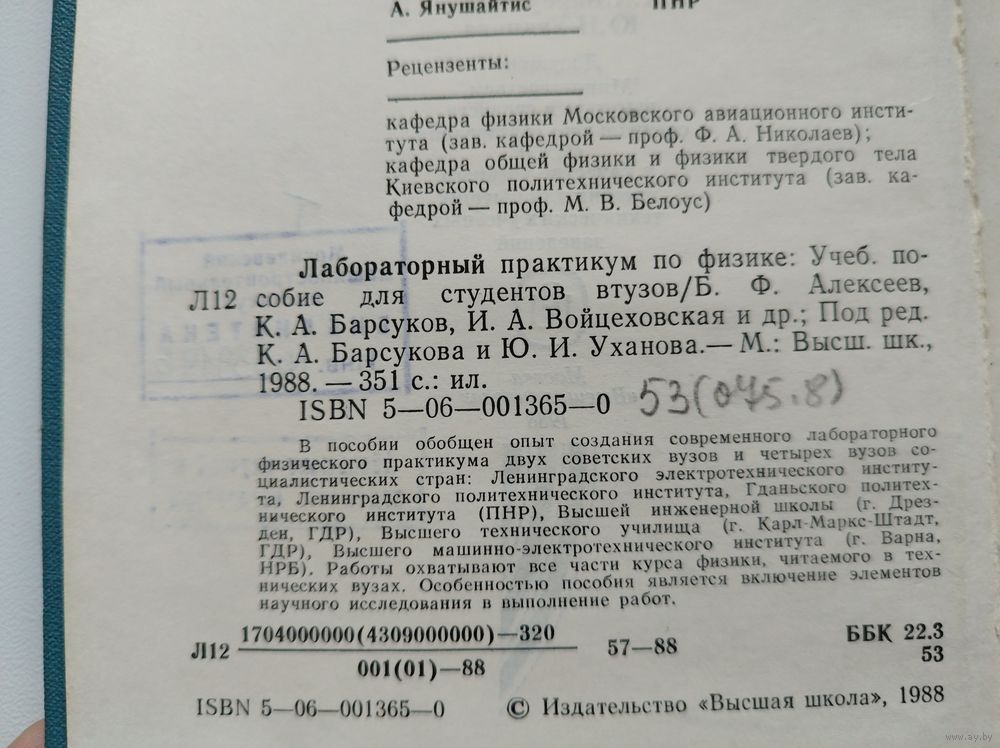 А. Янушайтис ПНР
Рецензенты:
кафедра физики Московского авиационного инсти-
тута (зав. кафедрой — проф. Ф. А. Николаев);
кафедра общей физики и физики твердого тела
Киевского политехнического института (зав. ка-
федрой — проф. М. В. Белоус)
Лабораторный практикум по физике: Учеб. по-
Л12 собие для студентов втузов/Б. Ф. Алексеев,
К. А. Барсуков, И. А. Войцеховская и др.; Под ред.
К. А. Барсукова и Ю. И. Уханова.— М.: Высш. шк.,
1988. — 351 с.: ил.
ISBN 5—06—001365—0 53(075.8)
В пособии обобщен опыт создания современного лабораторного
физического практикума двух советских вузов и четырех вузов со-
циалистических стран: Ленинградского электротехнического институ-
та, Ленинградского политехнического института, Гданьского политех-
нического института (ПНР), Высшей инженерной школы (г. Дрез-
ден, ГДР), Высшего технического училища (г. Карл-Маркс-Штадт,
ГДР), Высшего машинно-электротехнического института (г. Варна,
НРБ). Работы охватывают все части курса физики, читаемого в тех-
нических вузах. Особенностью пособия является включение элементов
научного исследования в выполнение работ.
Л12 1704000000(4309000000)—320
001(01)—88
57—88
ББК 22.3
53
ISBN 5—06—001365—0 © Издательство «Высшая школа», 1988
www.ay.by